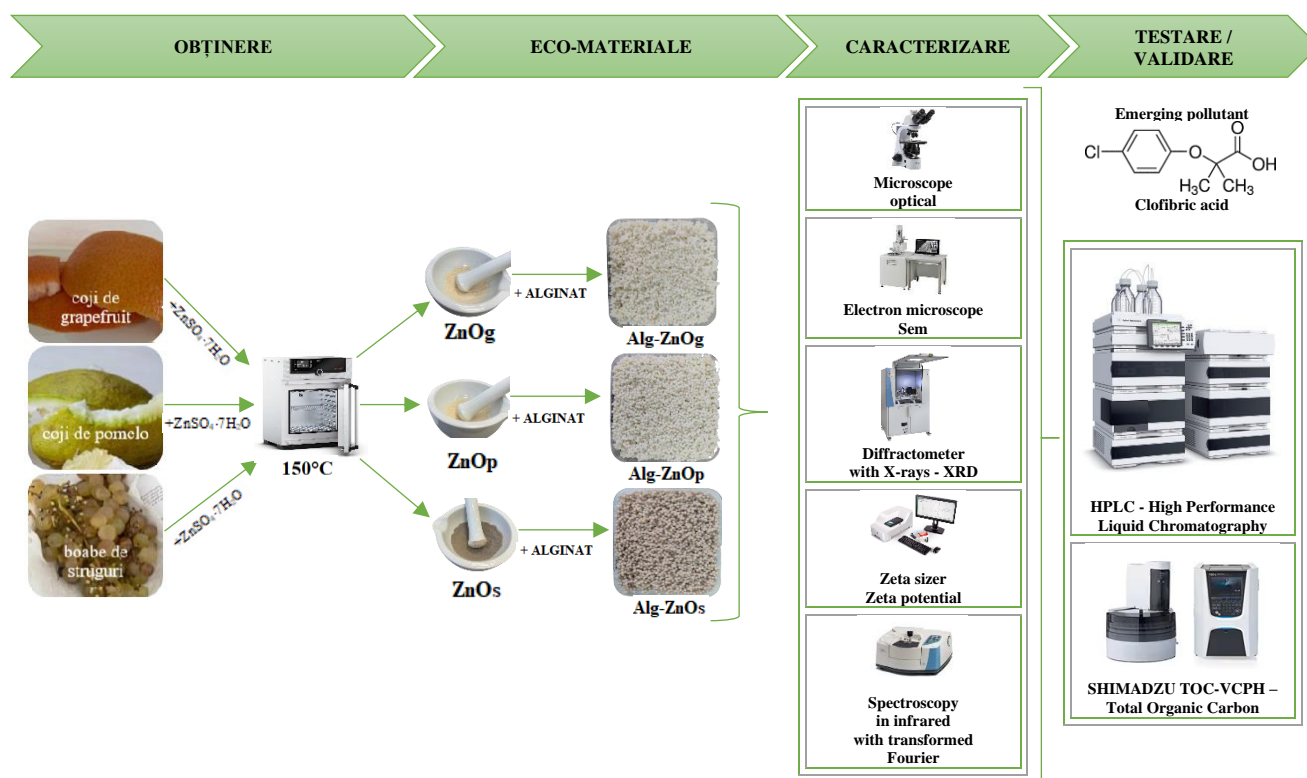 OBȚINERE
ECO-MATERIALE
CARACTERIZARE
TESTARE /
VALIDARE
coji de
grapefruit
+ZnSO₄·7H₂O
coji de pomelo
+ZnSO₄·7H₂O
boabe de
struguri
+ZnSO₄·7H₂O
150°C
ZnOg
+ ALGINAT
Alg-ZnOg
ZnOp
+ ALGINAT
Alg-ZnOp
ZnOs
+ ALGINAT
Alg-ZnOs
Microscope
optical
Electron microscope
Sem
Diffractometer
with X-rays - XRD
Zeta sizer
Zeta potential
Spectroscopy
in infrared
with transformed
Fourier
Emerging pollutant
Cl
O
O
OH
H₃C
CH₃
Clofibric acid
HPLC - High Performance
Liquid Chromatography
SHIMADZU TOC-VCPH –
Total Organic Carbon